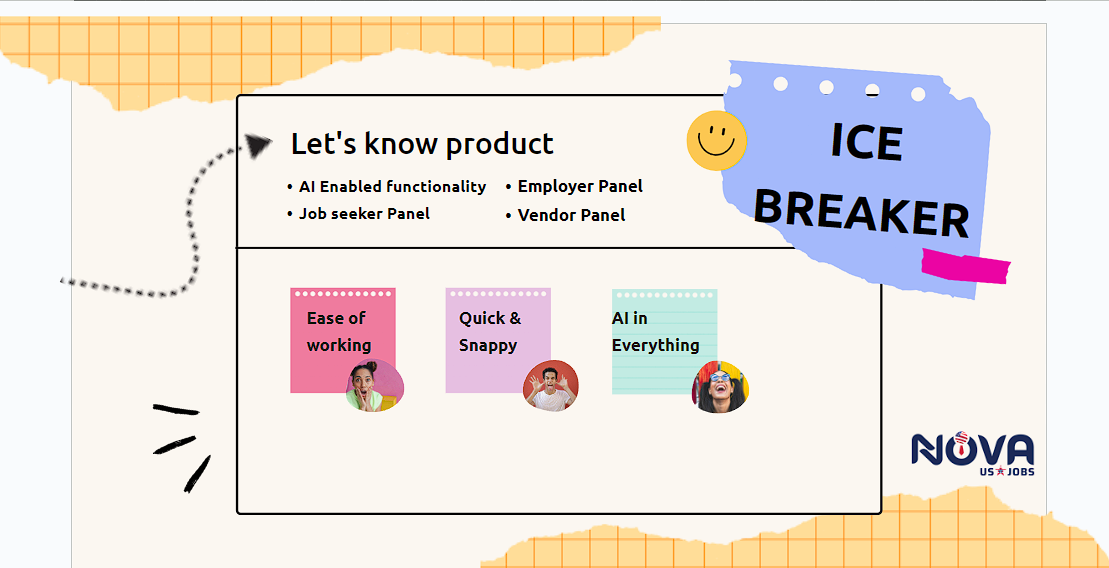 ICE
BREAKER
Let's know product
• AI Enabled functionality
• Job seeker Panel
• Employer Panel
• Vendor Panel
Ease of
working
Quick &
Snappy
AI in
Everything
NOVA
US JOBS